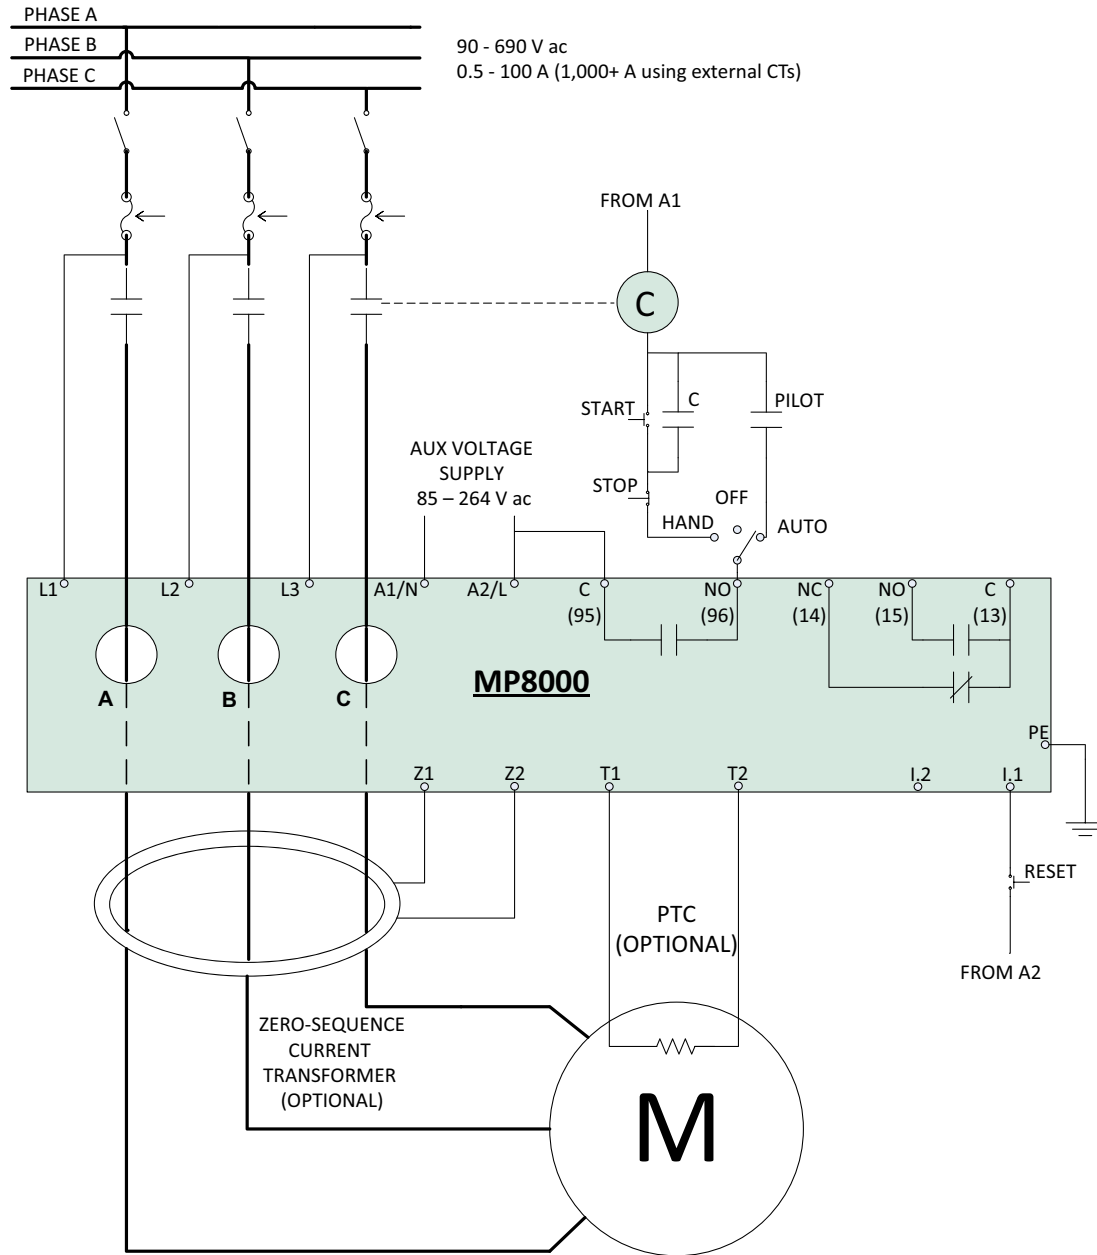 PHASE A
PHASE B
PHASE C
90 - 690 V ac
0.5 - 100 A (1,000+ A using external CTs)
FROM A1
C
START
C
PILOT
AUX VOLTAGE
SUPPLY
85 – 264 V ac
STOP
OFF
HAND
AUTO
L1
L2
L3
A1/N
A2/L
C
(95)
NO
(96)
NC
(14)
NO
(15)
C
(13)
MP8000
A
B
C
PE
Z1
Z2
T1
T2
I.2
I.1
RESET
PTC
(OPTIONAL)
FROM A2
ZERO-SEQUENCE
CURRENT
TRANSFORMER
(OPTIONAL)
M